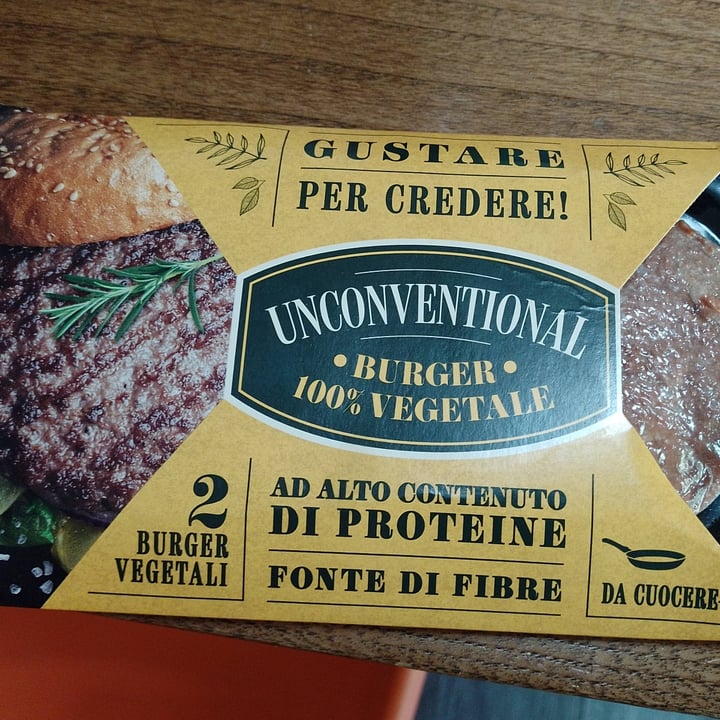 GUSTARE
PER CREDERE!
UNCONVENTIONAL
• BURGER •
100% VEGETALE
2
BURGER
VEGETALI
AD ALTO CONTENUTO
DI PROTEINE
FONTE DI FIBRE
DA CUOCERE